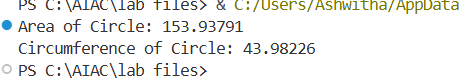 PS C:\AIAC\lab files> & C:/Users/Ashwitha/AppData
Area of Circle: 153.93791
Circumference of Circle: 43.98226
PS C:\AIAC\lab files>